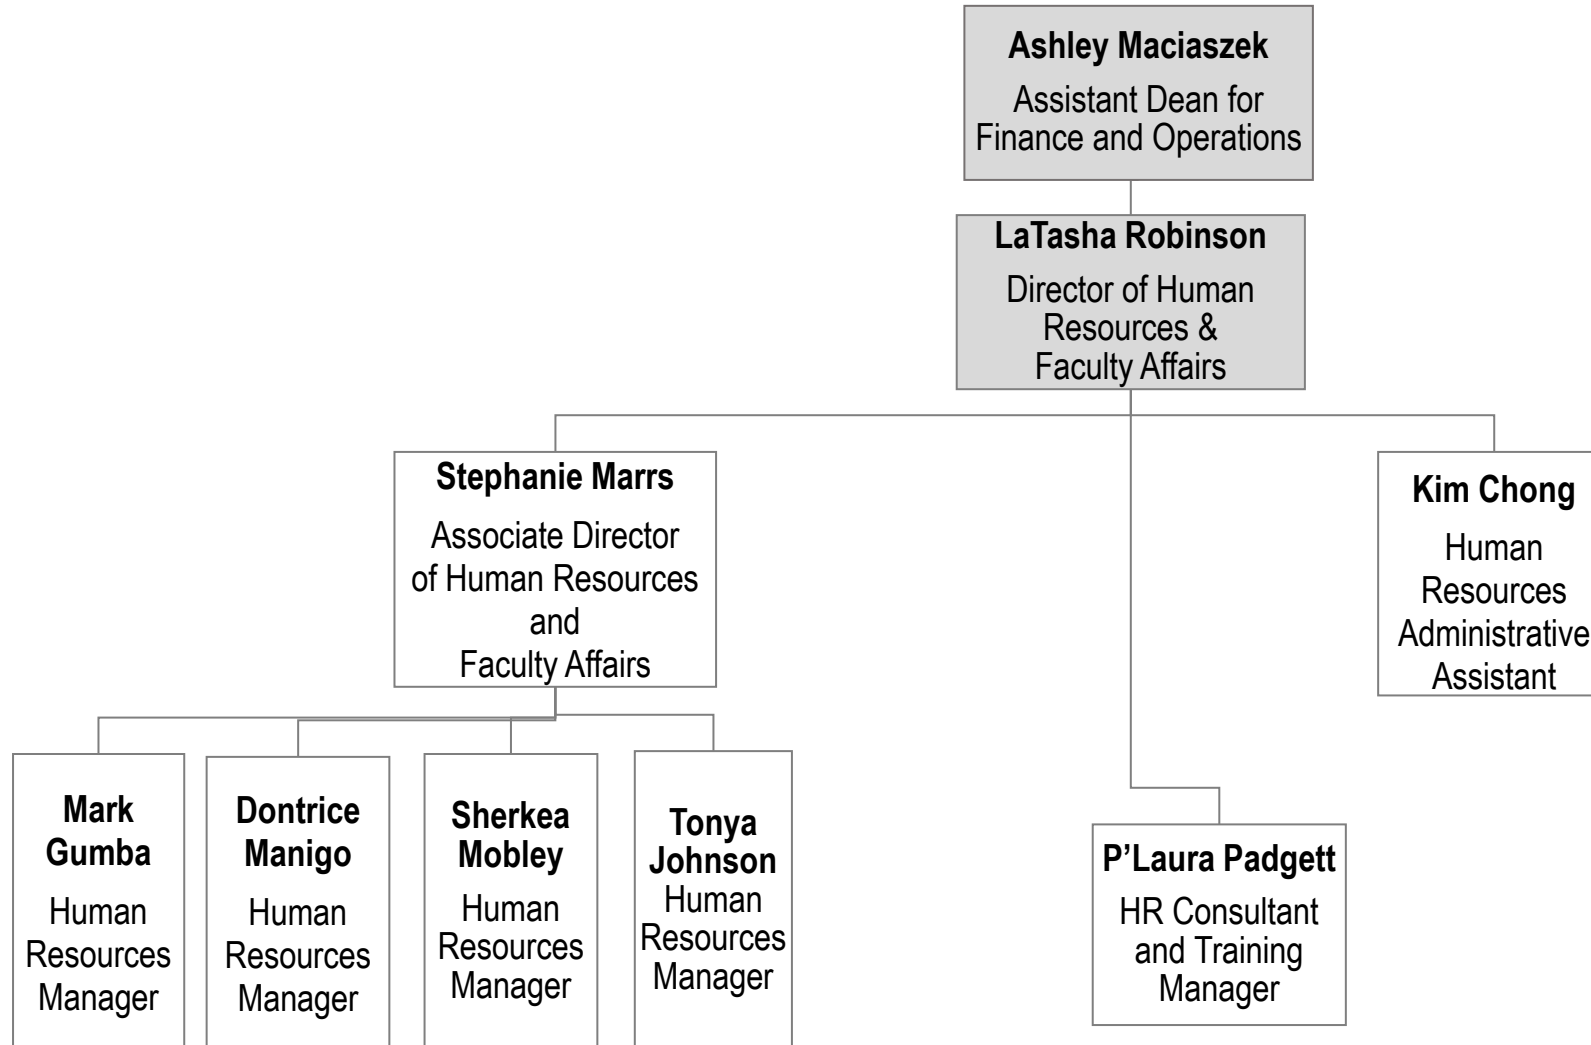 Ashley Maciaszek
Assistant Dean for
Finance and Operations
LaTasha Robinson
Director of Human
Resources &
Faculty Affairs
Stephanie Marrs
Associate Director
of Human Resources
and
Faculty Affairs
Kim Chong
Human
Resources
Administrative
Assistant
Mark
Gumba
Human
Resources
Manager
Dontrice
Manigo
Human
Resources
Manager
Sherkea
Mobley
Human
Resources
Manager
Tonya
Johnson
Human
Resources
Manager
P’Laura Padgett
HR Consultant
and Training
Manager